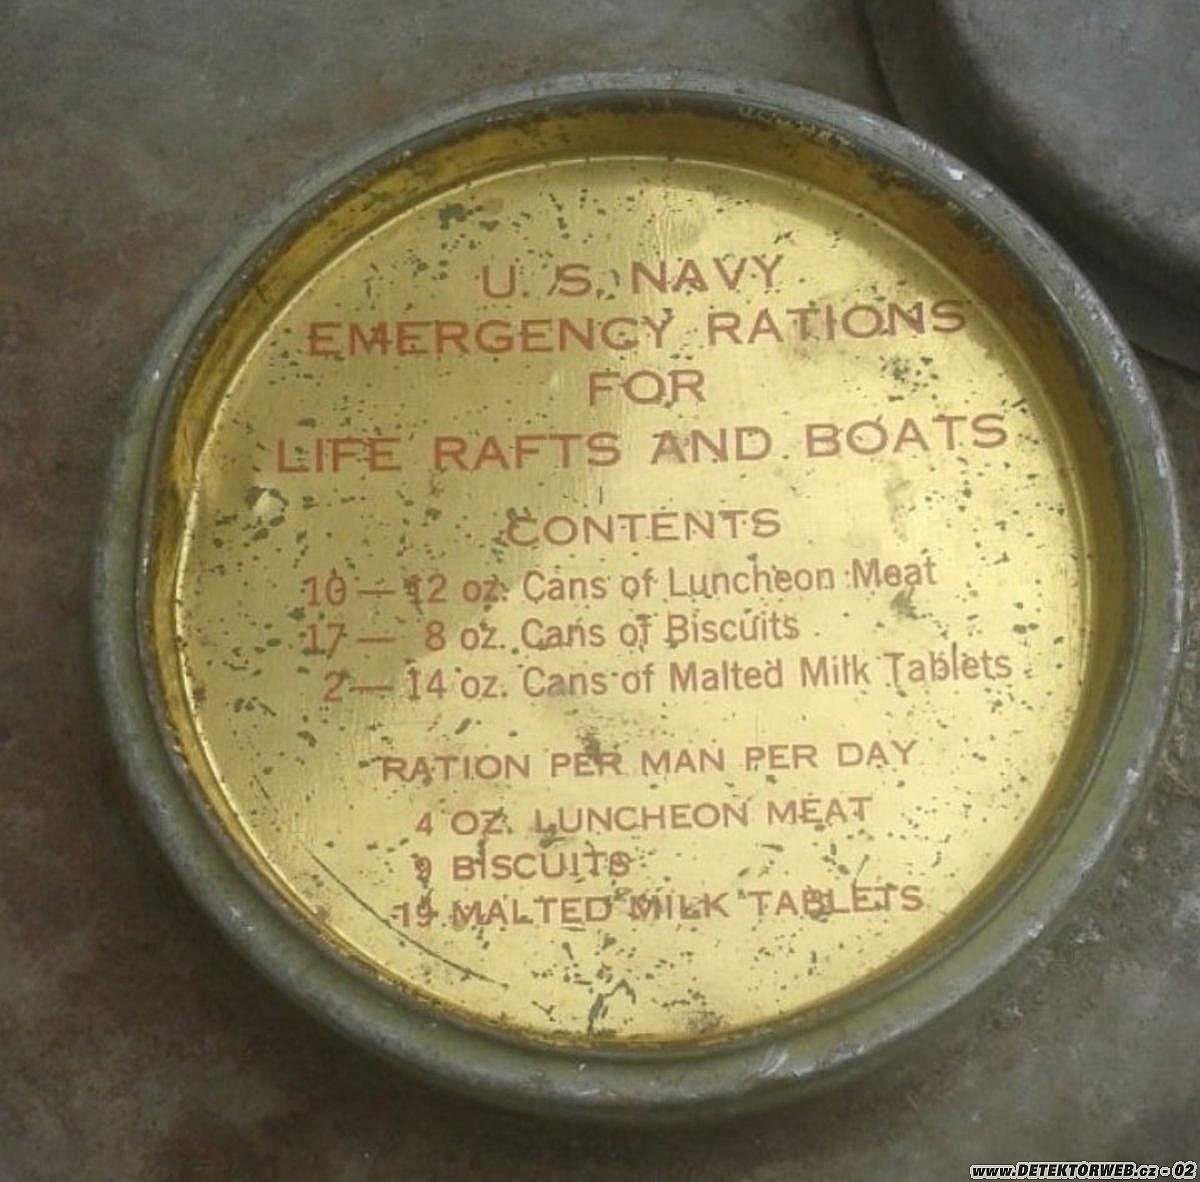 U. S. NAVY
EMERGENCY RATIONS
FOR
LIFE RAFTS AND BOATS
CONTENTS
10 — 12 oz. Cans of Luncheon Meat
17 — 8 oz. Cans of Biscuits
2 — 14 oz. Cans of Malted Milk Tablets
RATION PER MAN PER DAY
4 OZ. LUNCHEON MEAT
9 BISCUITS
19 MALTED MILK TABLETS
www.DETEKTORWEB.cz - 02